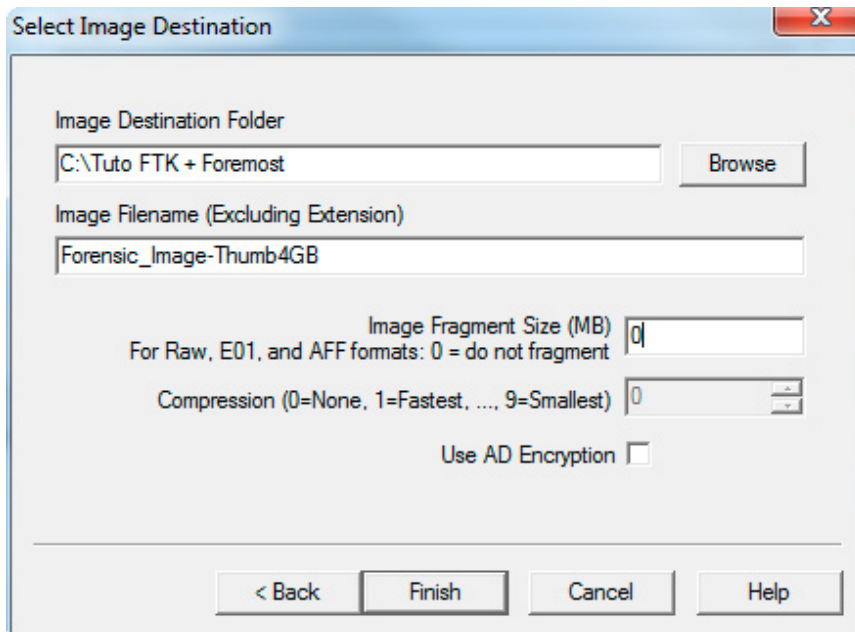 Select Image Destination
Image Destination Folder
C:\Tuto FTK + Foremost
Browse
Image Filename (Excluding Extension)
Forensic_Image-Thumb4GB
Image Fragment Size (MB)
For Raw, E01, and AFF formats: 0 = do not fragment
0
Compression (0=None, 1=Fastest, ..., 9=Smallest)
0
Use AD Encryption
< Back
Finish
Cancel
Help